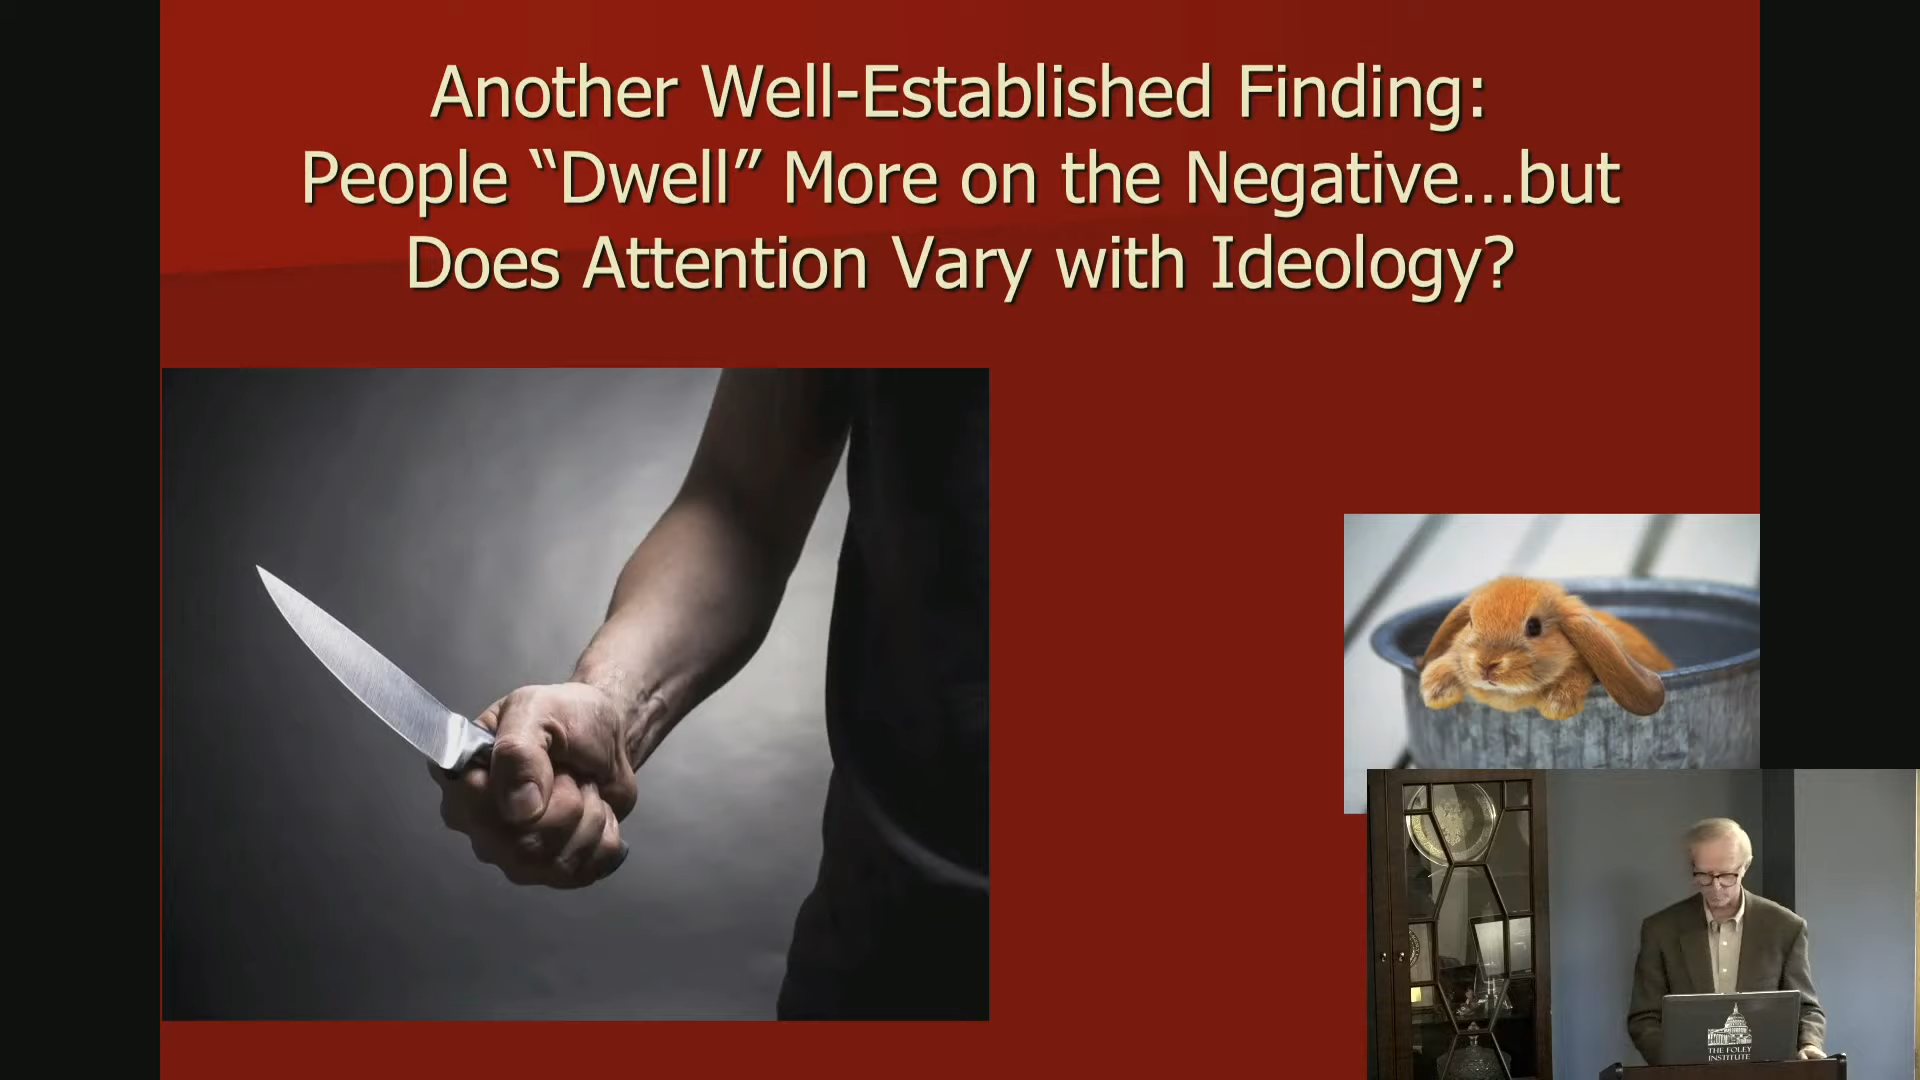 Another Well-Established Finding:
People “Dwell” More on the Negative...but
Does Attention Vary with Ideology?
THE FOLEY
INSTITUTE